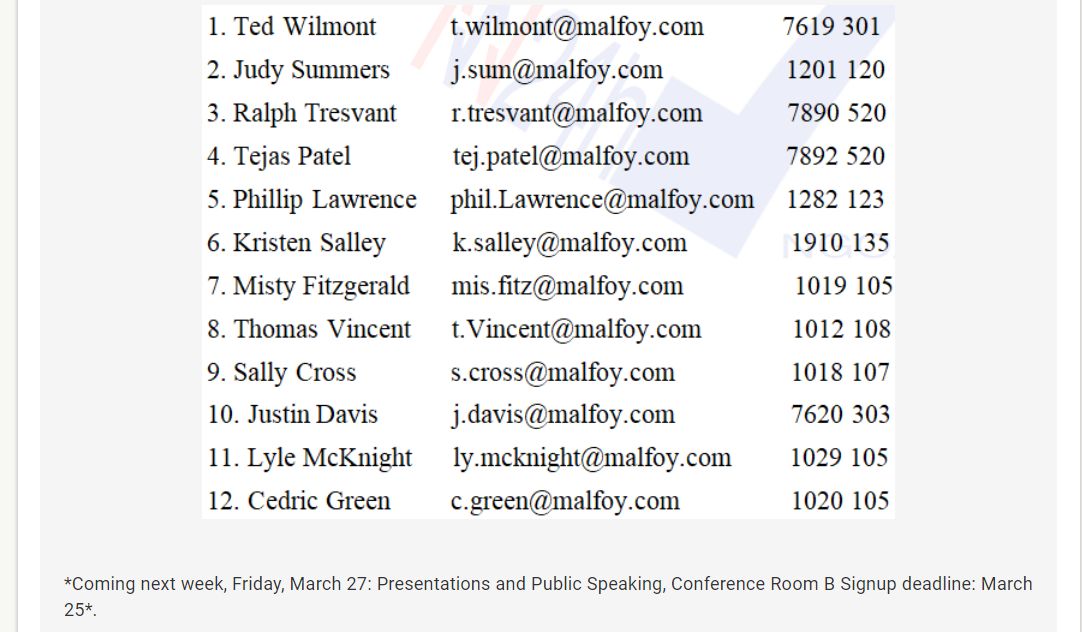 1. Ted Wilmont t.wilmont@malfoy.com 7619 301
2. Judy Summers j.sum@malfoy.com 1201 120
3. Ralph Tresvant r.tresvant@malfoy.com 7890 520
4. Tejas Patel tej.patel@malfoy.com 7892 520
5. Phillip Lawrence phil.Lawrence@malfoy.com 1282 123
6. Kristen Salley k.salley@malfoy.com 1910 135
7. Misty Fitzgerald mis.fitz@malfoy.com 1019 105
8. Thomas Vincent t.Vincent@malfoy.com 1012 108
9. Sally Cross s.cross@malfoy.com 1018 107
10. Justin Davis j.davis@malfoy.com 7620 303
11. Lyle McKnight ly.mcknight@malfoy.com 1029 105
12. Cedric Green c.green@malfoy.com 1020 105
*Coming next week, Friday, March 27: Presentations and Public Speaking, Conference Room B Signup deadline: March
25*.